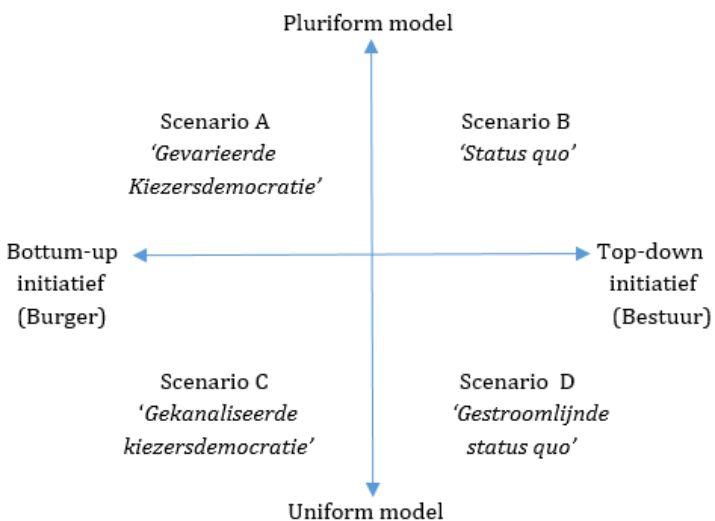 Pluriform model
Scenario A
‘Gevarieerde
Kiezersdemocratie’
Scenario B
‘Status quo’
Bottum-up
initiatief
(Burger)
Top-down
initiatief
(Bestuur)
Scenario C
‘Gekanaliseerde
kiezersdemocratie’
Scenario D
‘Gestroomlijnde
status quo’
Uniform model